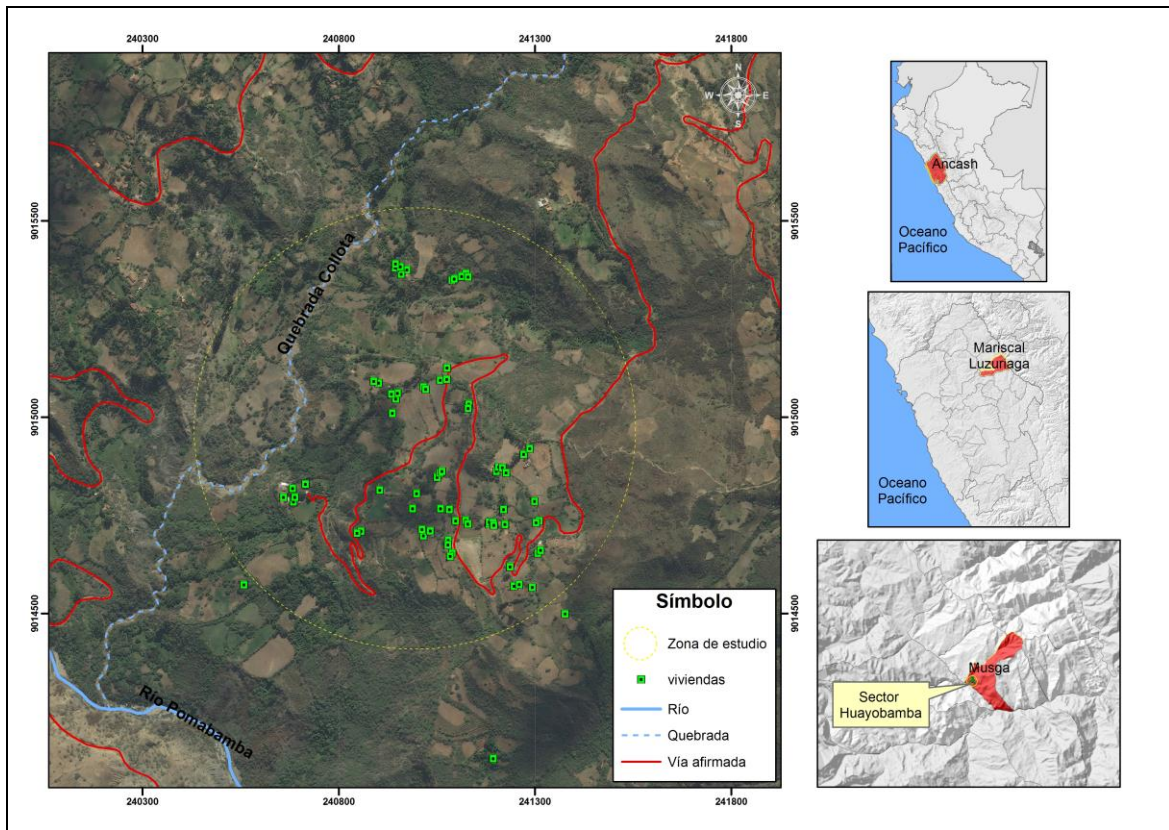 240300
240800
241300
241800
N
W
E
S
9015500
9015500
9015000
9015000
9014500
9014500
Quebrada Collota
Río Pomabamba
Símbolo
Zona de estudio
viviendas
Río
Quebrada
Vía afirmada
240300
240800
241300
241800
Ancash
Oceano
Pacífico
Mariscal
Luzuriaga
Oceano
Pacífico
Musga
Sector
Huayobamba